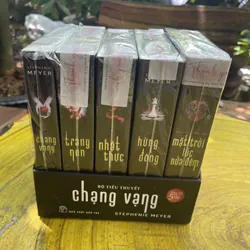 STEPHENIE
MEYER
chạng vạng
trăng non
nhật thực
MEYER
hừng đông
mặt trời lúc nửa đêm
BỘ TIỂU THUYẾT
chạng vạng
STEPHENIE MEYER